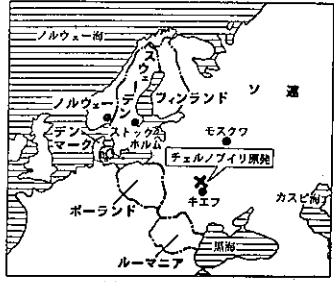 ノルウェー海
スウェーデン
ノルウェー
フィンランド
ソ連
デンマーク
ストックホルム
モスクワ
チェルノブイリ原発
キエフ
カスピ海
ポーランド
ルーマニア
黒海